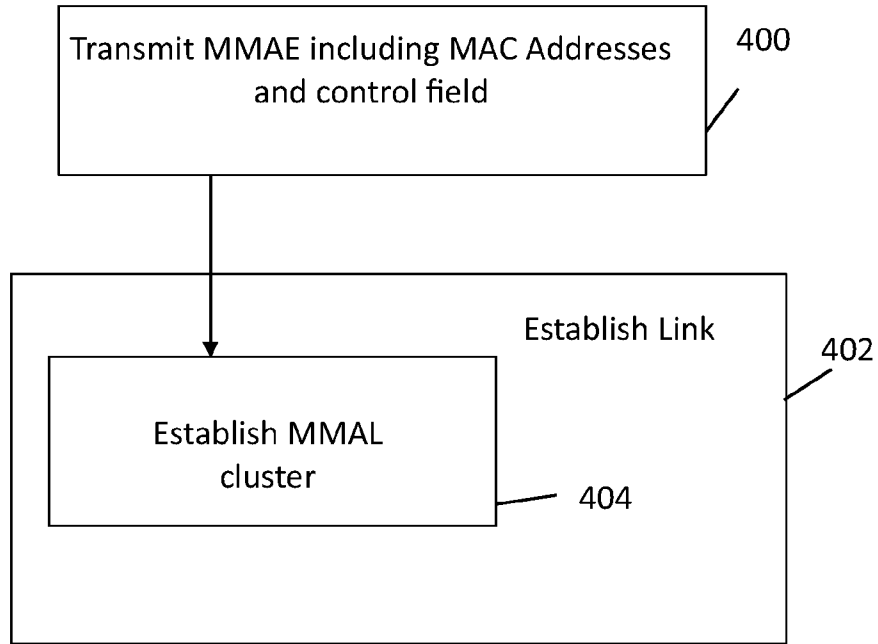 Transmit MMAE including MAC Addresses
and control field
400
Establish Link
402
Establish MMAL
cluster
404